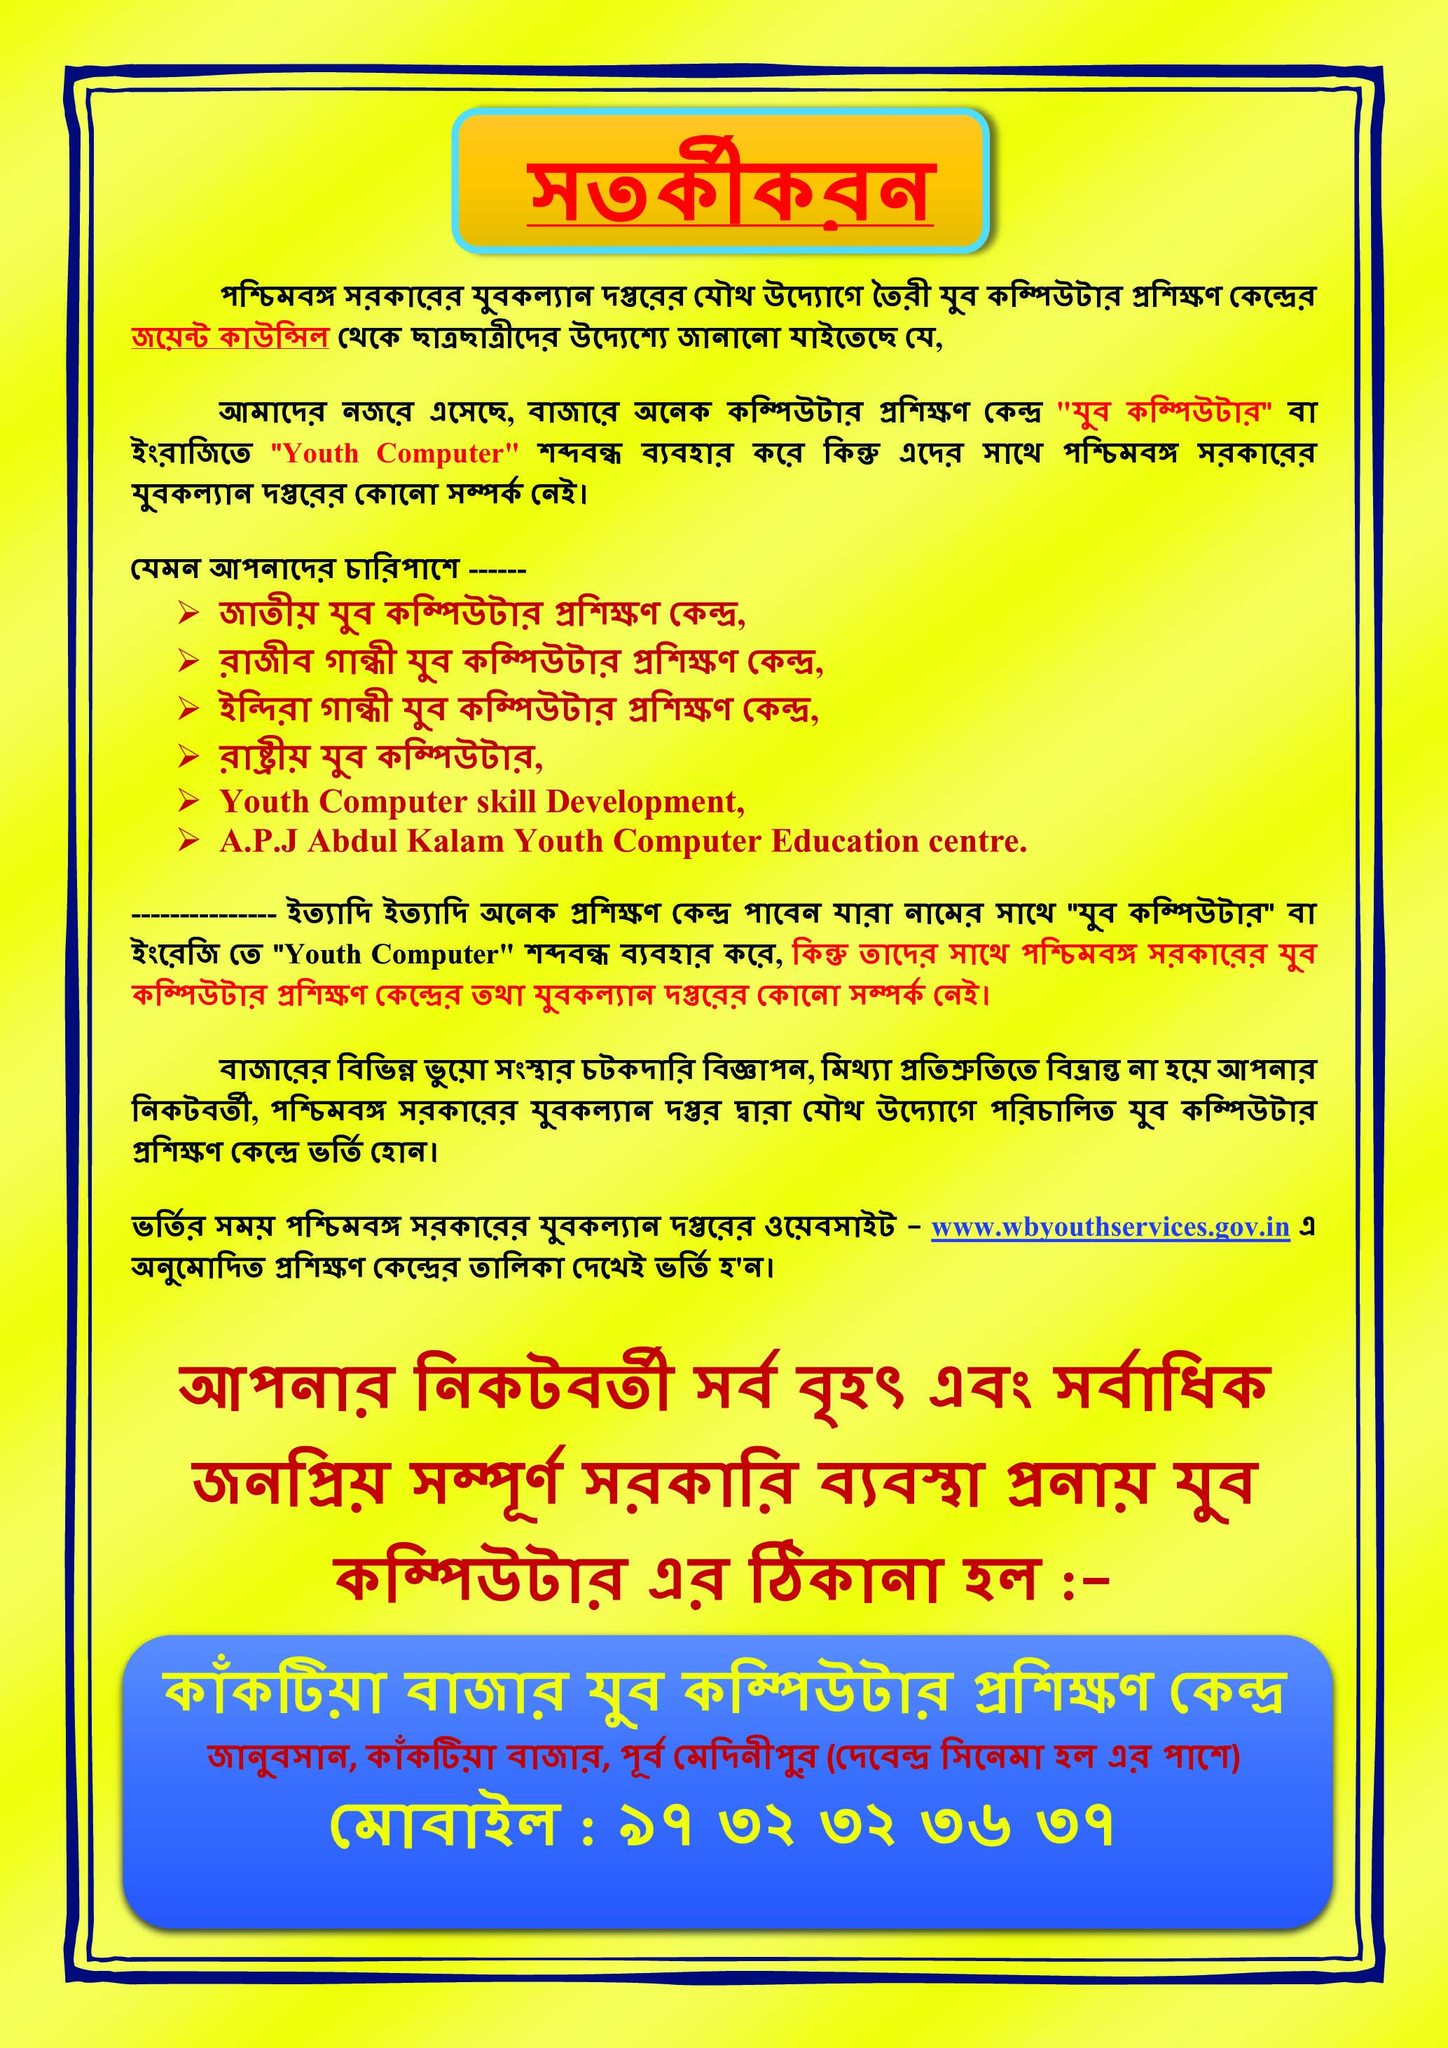 সতর্কীকরন
পশ্চিমবঙ্গ সরকারের যুবকল্যান দপ্তরের যৌথ উদ্যোগে তৈরী যুব কম্পিউটার প্রশিক্ষণ কেন্দ্রের
জয়েন্ট কাউন্সিল থেকে ছাত্রছাত্রীদের উদ্যেশ্যে জানানো যাইতেছে যে,
আমাদের নজরে এসেছে, বাজারে অনেক কম্পিউটার প্রশিক্ষণ কেন্দ্র "যুব কম্পিউটার" বা
ইংরাজিতে "Youth Computer" শব্দবন্ধ ব্যবহার করে কিন্তু এদের সাথে পশ্চিমবঙ্গ সরকারের
যুবকল্যান দপ্তরের কোনো সম্পর্ক নেই।
যেমন আপনাদের চারিপাশে ------
➢ জাতীয় যুব কম্পিউটার প্রশিক্ষণ কেন্দ্র,
➢ রাজীব গান্ধী যুব কম্পিউটার প্রশিক্ষণ কেন্দ্র,
➢ ইন্দিরা গান্ধী যুব কম্পিউটার প্রশিক্ষণ কেন্দ্র,
➢ রাষ্ট্রীয় যুব কম্পিউটার,
➢ Youth Computer skill Development,
➢ A.P.J Abdul Kalam Youth Computer Education centre.
--------------- ইত্যাদি ইত্যাদি অনেক প্রশিক্ষণ কেন্দ্র পাবেন যারা নামের সাথে "যুব কম্পিউটার" বা
ইংরেজি তে "Youth Computer" শব্দবন্ধ ব্যবহার করে, কিন্তু তাদের সাথে পশ্চিমবঙ্গ সরকারের যুব
কম্পিউটার প্রশিক্ষণ কেন্দ্রের তথা যুবকল্যান দপ্তরের কোনো সম্পর্ক নেই।
বাজারের বিভিন্ন ভুয়ো সংস্থার চটকদারি বিজ্ঞাপন, মিথ্যা প্রতিশ্রুতিতে বিভ্রান্ত না হয়ে আপনার
নিকটবর্তী, পশ্চিমবঙ্গ সরকারের যুবকল্যান দপ্তর দ্বারা যৌথ উদ্যোগে পরিচালিত যুব কম্পিউটার
প্রশিক্ষণ কেন্দ্রে ভর্তি হোন।
ভর্তির সময় পশ্চিমবঙ্গ সরকারের যুবকল্যান দপ্তরের ওয়েবসাইট – www.wbyouthservices.gov.in এ
অনুমোদিত প্রশিক্ষণ কেন্দ্রের তালিকা দেখেই ভর্তি হ'ন।
আপনার নিকটবর্তী সর্ব বৃহৎ এবং সর্বাধিক
জনপ্রিয় সম্পূর্ণ সরকারি ব্যবস্থা প্রনায় যুব
কম্পিউটার এর ঠিকানা হল :–
কাঁকটিয়া বাজার যুব কম্পিউটার প্রশিক্ষণ কেন্দ্র
জানুবসান, কাঁকটিয়া বাজার, পূর্ব মেদিনীপুর (দেবেন্দ্র সিনেমা হল এর পাশে)
মোবাইল : ৯৭ ৩২ ৩২ ৩৬ ৩৭